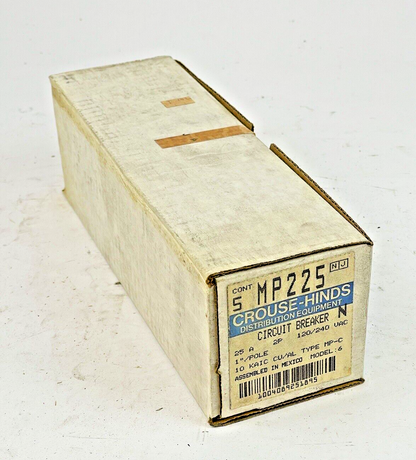 CONT
5 MP225 NJ
CROUSE-HINDS
DISTRIBUTION EQUIPMENT
CIRCUIT BREAKER N
25 A 2P 120/240 VAC
1"/POLE
10 KAIC CU/AL TYPE MP-C
ASSEMBLED IN MEXICO MODEL: 6